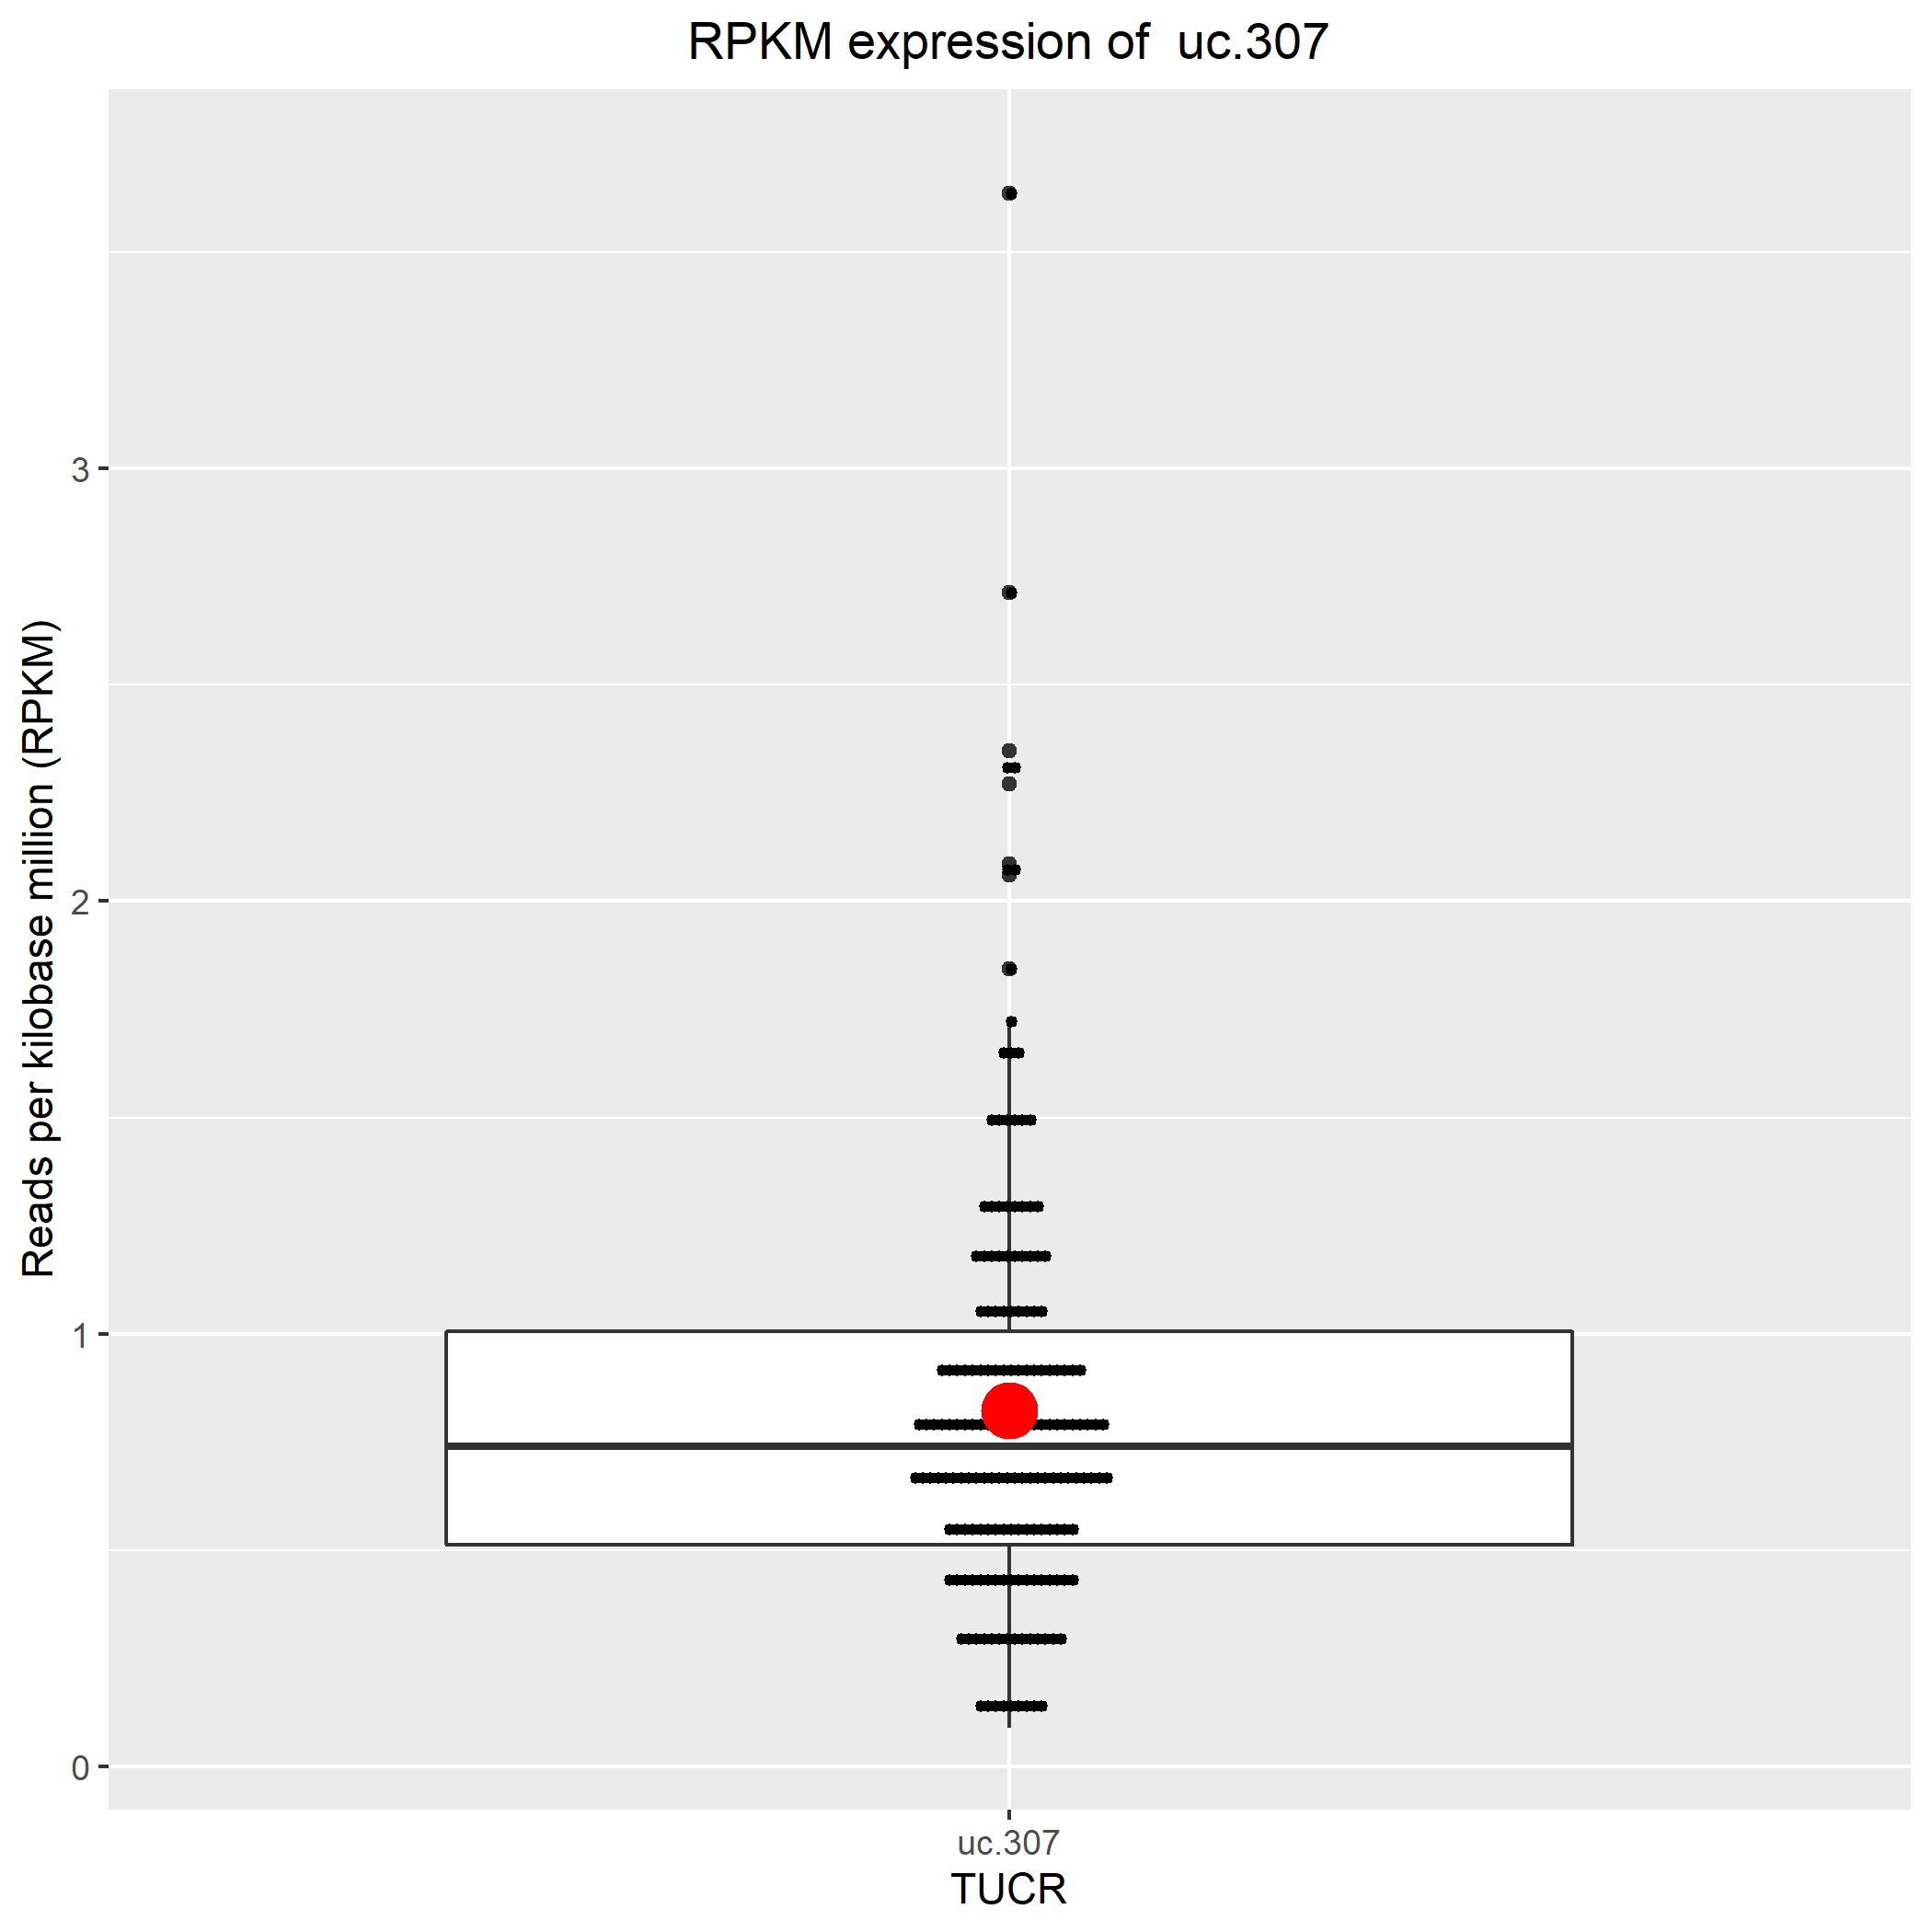 RPKM expression of  uc.307
Reads per kilobase million (RPKM)
3
2
1
0
uc.307
TUCR